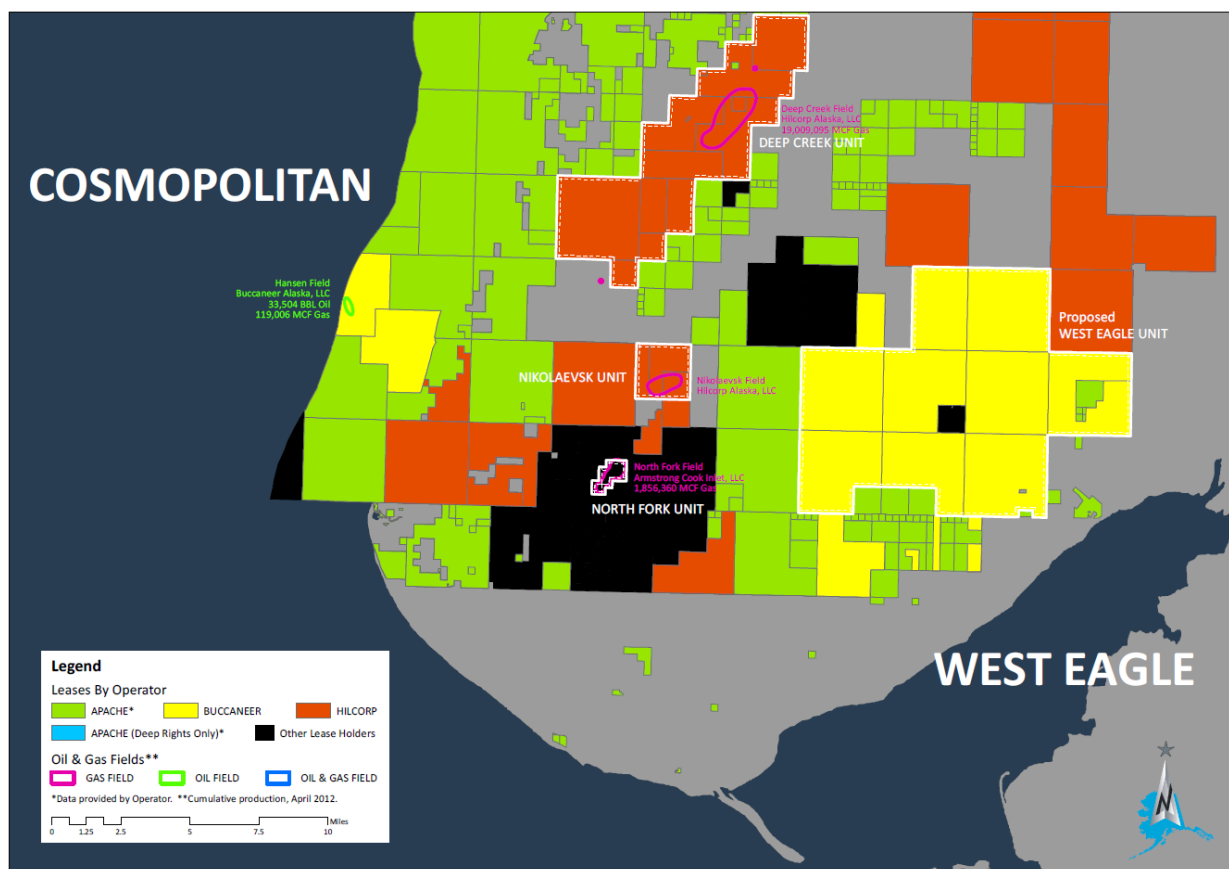 Deep Creek Field
Hilcorp Alaska, LLC
19,009,095 MCF Gas
DEEP CREEK UNIT
COSMOPOLITAN
Hansen Field
Buccaneer Alaska, LLC
33,504 BBL Oil
119,006 MCF Gas
Proposed
WEST EAGLE UNIT
NIKOLAEVSK UNIT
Nikolaevsk Field
Hilcorp Alaska, LLC
North Fork Field
Armstrong Cook Inlet, LLC
1,856,360 MCF Gas
NORTH FORK UNIT
WEST EAGLE
Legend
Leases By Operator
APACHE*
BUCCANEER
HILCORP
APACHE (Deep Rights Only)*
Other Lease Holders
Oil & Gas Fields**
GAS FIELD
OIL FIELD
OIL & GAS FIELD
*Data provided by Operator. **Cumulative production, April 2012.
Miles
0 1.25 2.5 5 7.5 10
N